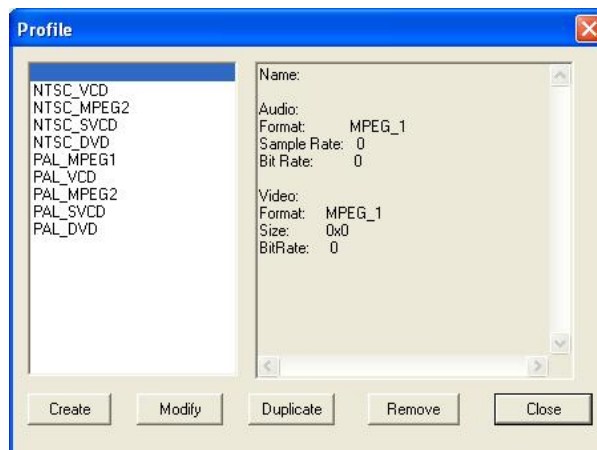 Profile
NTSC_VCD
NTSC_MPEG2
NTSC_SVCD
NTSC_DVD
PAL_MPEG1
PAL_VCD
PAL_MPEG2
PAL_SVCD
PAL_DVD
Name:
Audio:
Format: MPEG_1
Sample Rate: 0
Bit Rate: 0
Video:
Format: MPEG_1
Size: 0x0
BitRate: 0
Create Modify Duplicate Remove Close